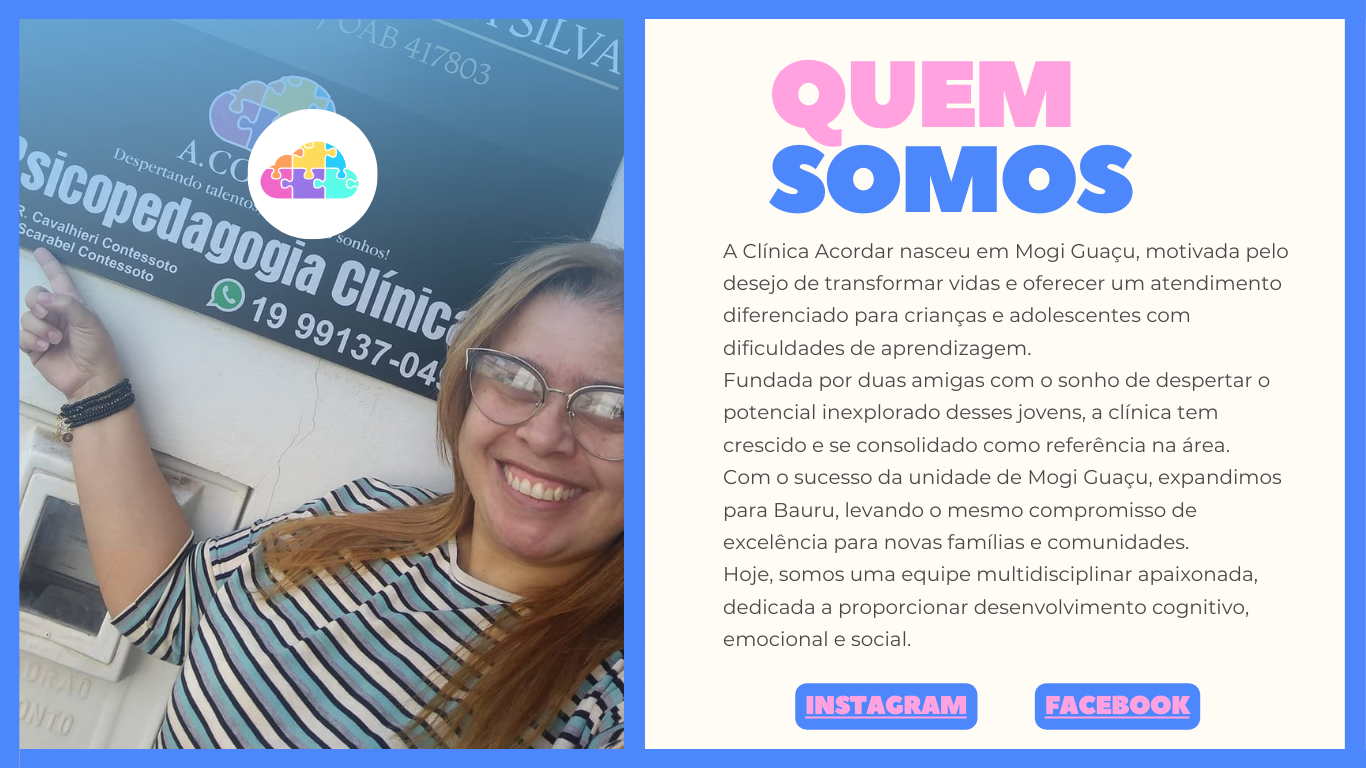 SILVA
/ OAB 417803
A.CO
Despertando talentos
sonhos!
Psicopedagogia Clínica
R. Cavalhieri Contessoto
Scarabel Contessoto
19 99137-04
QUEM
SOMOS
A Clínica Acordar nasceu em Mogi Guaçu, motivada pelo
desejo de transformar vidas e oferecer um atendimento
diferenciado para crianças e adolescentes com
dificuldades de aprendizagem.
Fundada por duas amigas com o sonho de despertar o
potencial inexplorado desses jovens, a clínica tem
crescido e se consolidado como referência na área.
Com o sucesso da unidade de Mogi Guaçu, expandimos
para Bauru, levando o mesmo compromisso de
excelência para novas famílias e comunidades.
Hoje, somos uma equipe multidisciplinar apaixonada,
dedicada a proporcionar desenvolvimento cognitivo,
emocional e social.
INSTAGRAM
FACEBOOK